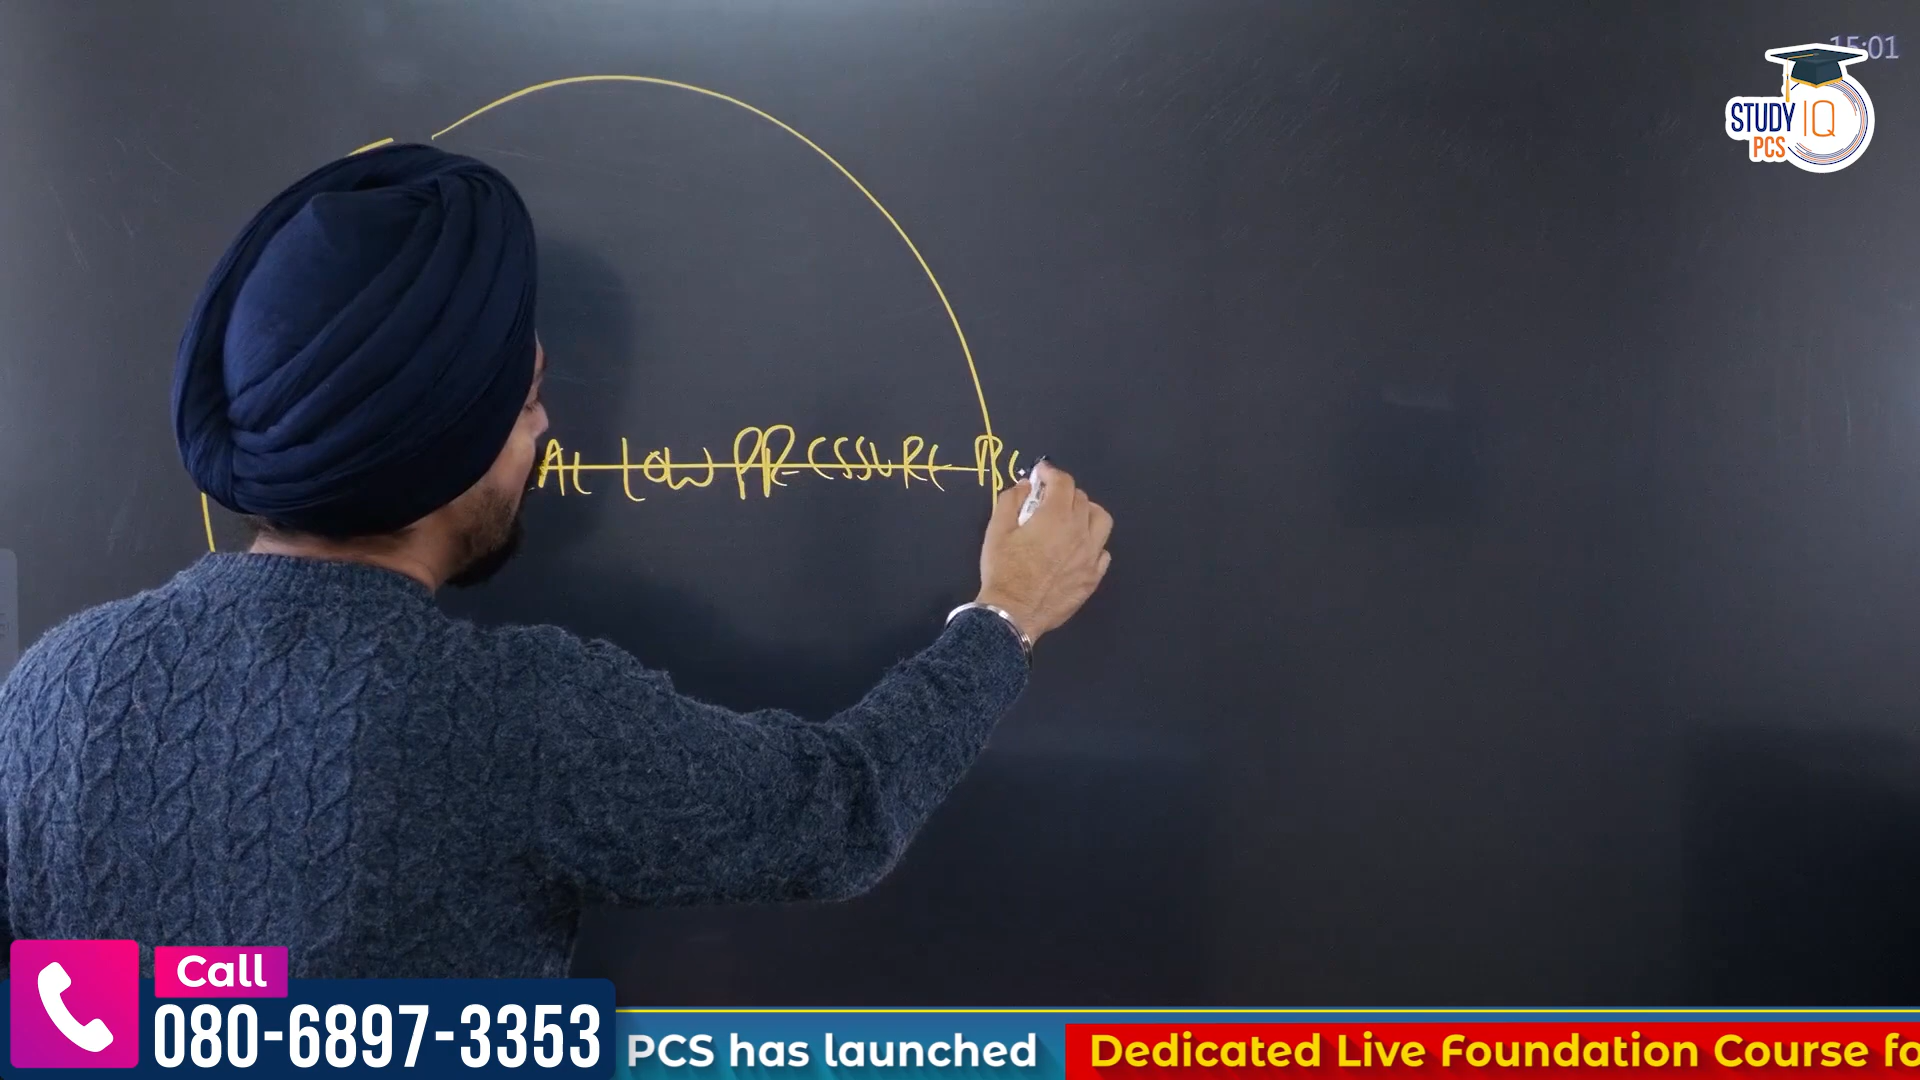 15:01
STUDY IQ
PCS
AL LOW PRESSURE BE
Call
080-6897-3353
PCS has launched
Dedicated Live Foundation Course fo